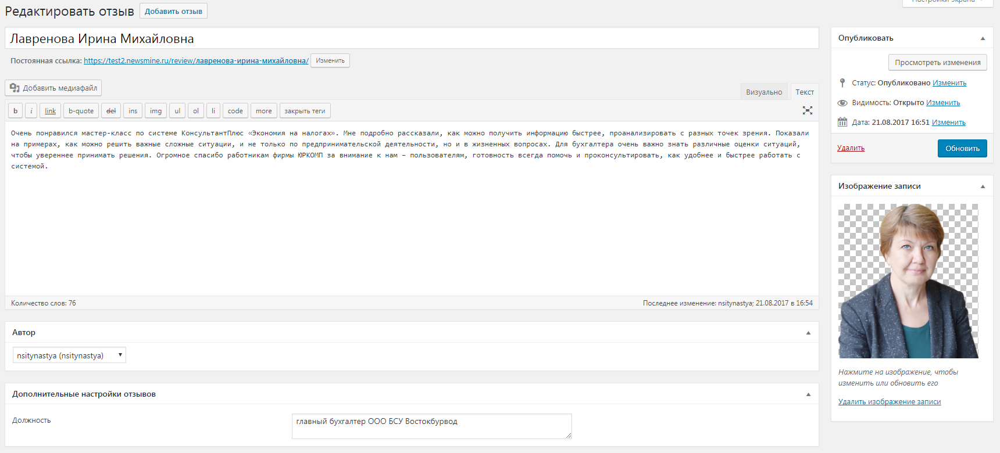 Редактировать отзыв
Добавить отзыв
Настройки экрана
Лавренова Ирина Михайловна
Постоянная ссылка: https://test2.newsmine.ru/review/лавренова-ирина-михайловна/ Изменить
Добавить медиафайл
Визуально
Текст
b i link b-quote del ins img ul ol li code more закрыть теги
Очень понравился мастер-класс по системе КонсультантПлюс «Экономия на налогах». Мне подробно рассказали, как можно получить информацию быстрее, проанализировать с разных точек зрения. Показали
на примерах, как можно решить важные сложные ситуации, и не только по предпринимательской деятельности, но и в жизненных вопросах. Для бухгалтера очень важно знать различные оценки ситуаций,
чтобы увереннее принимать решения. Огромное спасибо работникам фирмы ЮРКОМП за внимание к нам – пользователям, готовность всегда помочь и проконсультировать, как удобнее и быстрее работать с
системой.
Количество слов: 76
Последнее изменение: nsitynastya; 21.08.2017 в 16:54
Автор
nsitynastya (nsitynastya)
Дополнительные настройки отзывов
Должность
главный бухгалтер ООО БСУ Востокбурвод
Опубликовать
Просмотреть изменения
Статус: Опубликовано Изменить
Видимость: Открыто Изменить
Дата: 21.08.2017 16:51 Изменить
Удалить
Обновить
Изображение записи
Нажмите на изображение, чтобы
изменить или обновить его
Удалить изображение записи